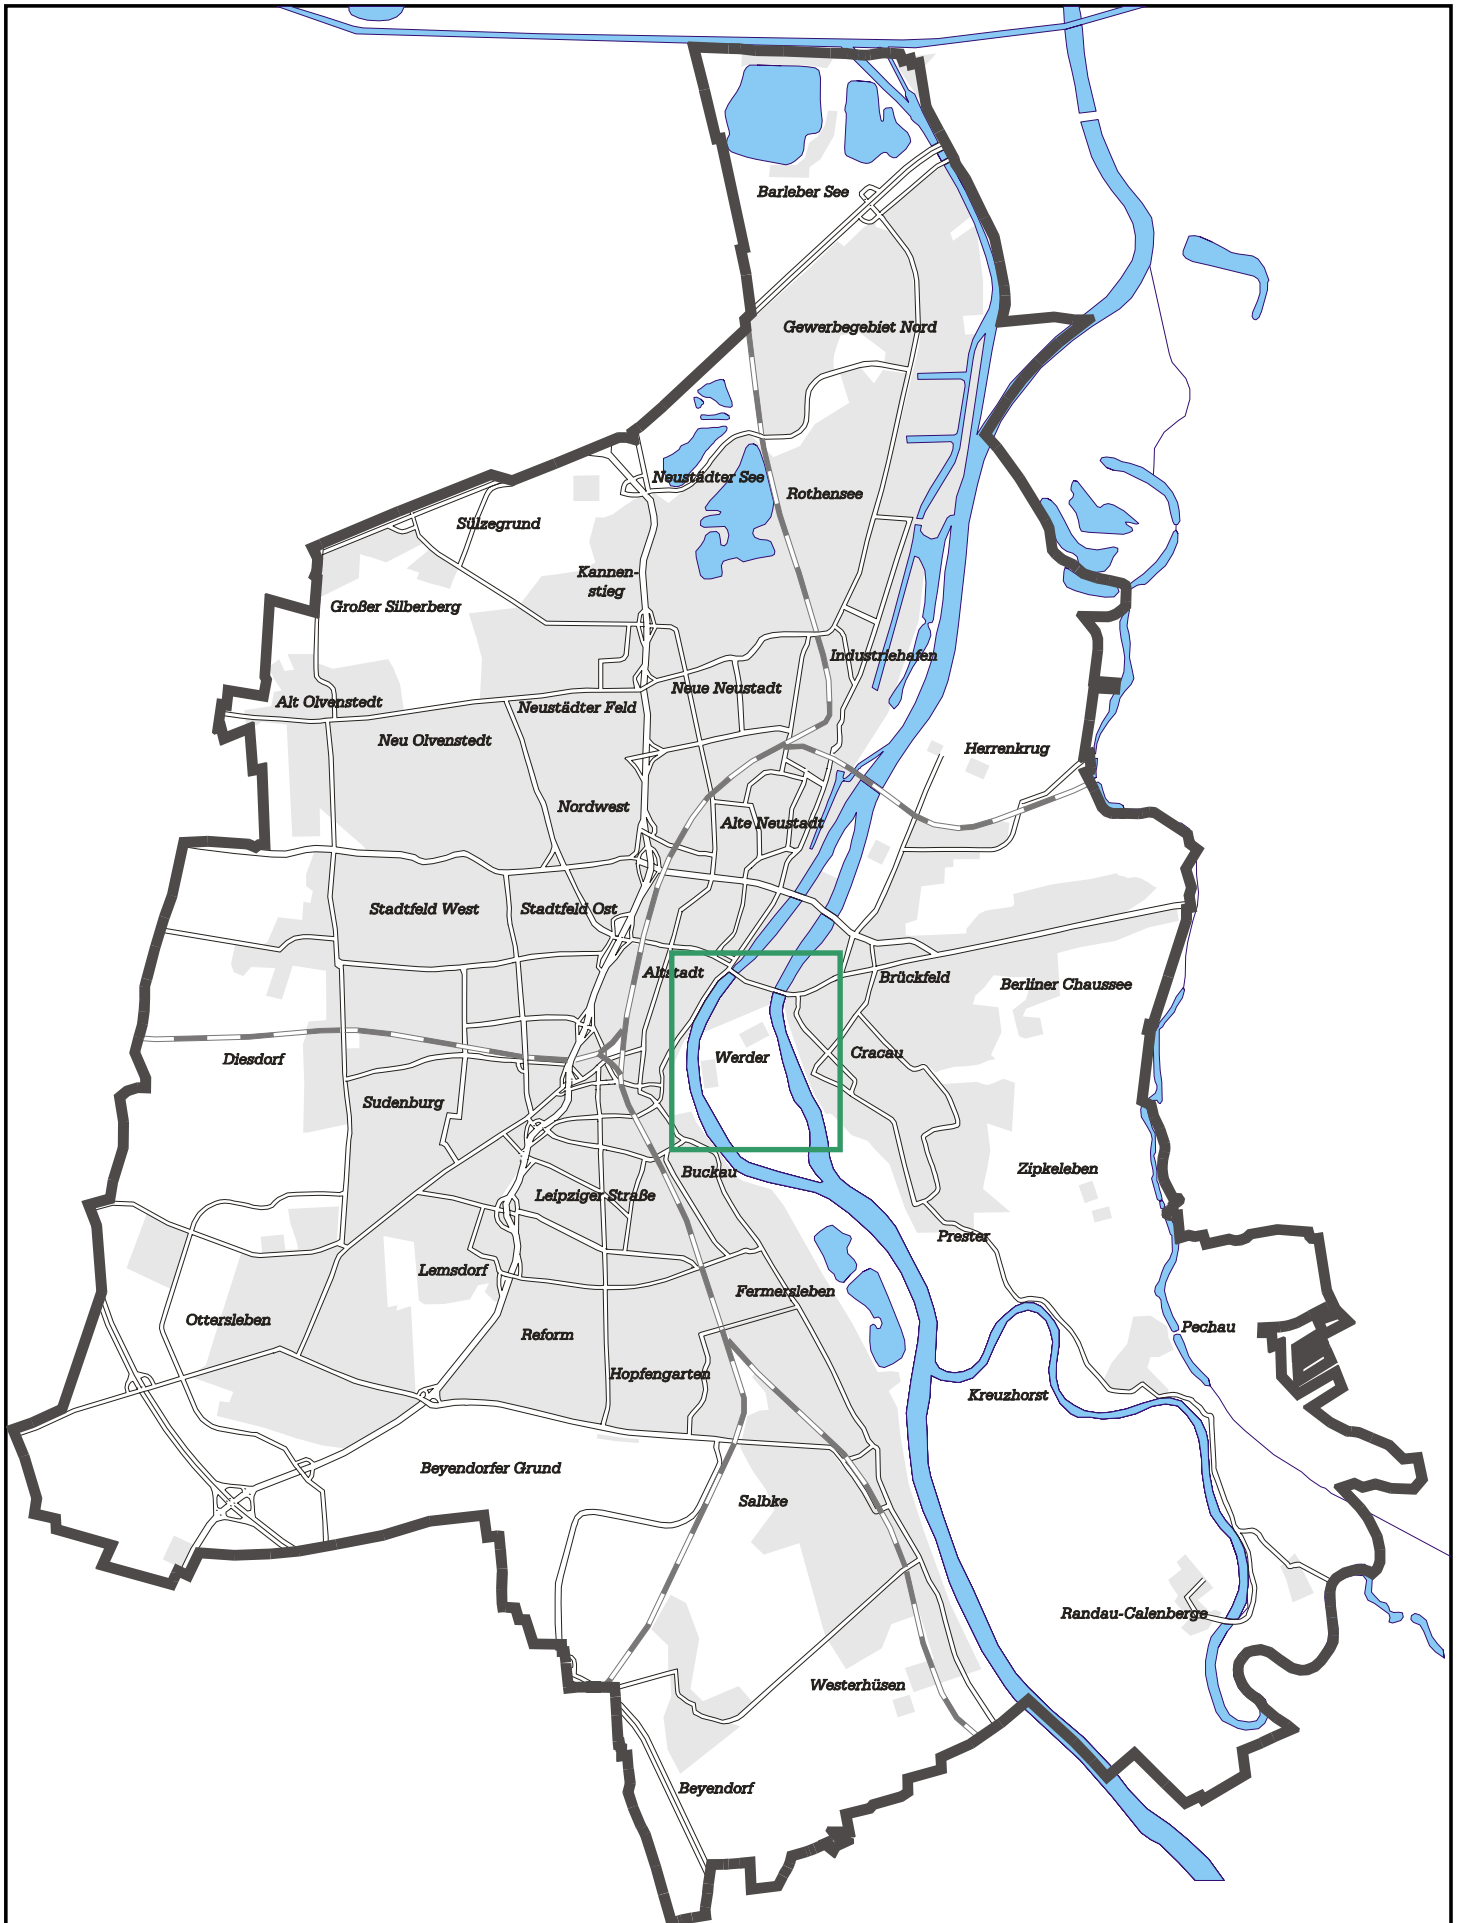 Barleber See
Gewerbegebiet Nord
Neustädter See
Rothensee
Sülzegrund
Kannen-
stieg
Großer Silberberg
Industriehafen
Neue Neustadt
Alt Olvenstedt
Neustädter Feld
Neu Olvenstedt
Herrenkrug
Nordwest
Alte Neustadt
Stadtfeld West
Stadtfeld Ost
Altstadt
Brückfeld
Berliner Chaussee
Diesdorf
Werder
Cracau
Sudenburg
Buckau
Zipkeleben
Leipziger Straße
Prester
Lemsdorf
Fermersleben
Ottersleben
Reform
Pechau
Hopfengarten
Kreuzhorst
Beyendorfer Grund
Salbke
Randau-Calenberge
Westerhüsen
Beyendorf